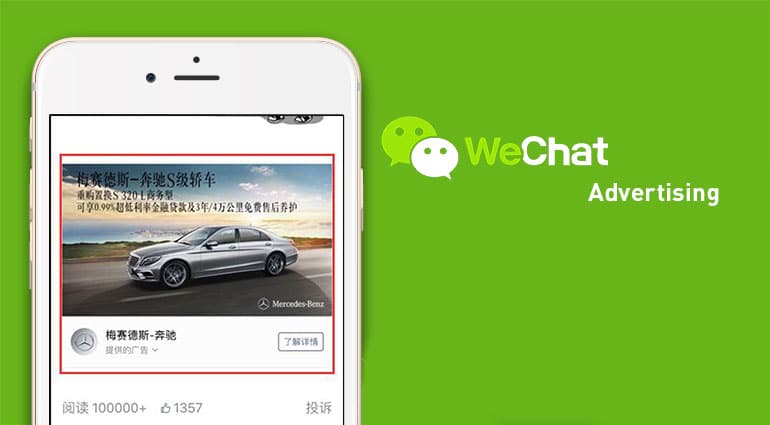 梅赛德斯-奔驰S级轿车
重购置换S 320 L商务型
可享0.99%超低利率金融贷款及3年/4万公里免费售后养护
Mercedes-Benz
梅赛德斯-奔驰
了解详情
提供的广告
阅读 100000+ 1357 投诉
WeChat
Advertising